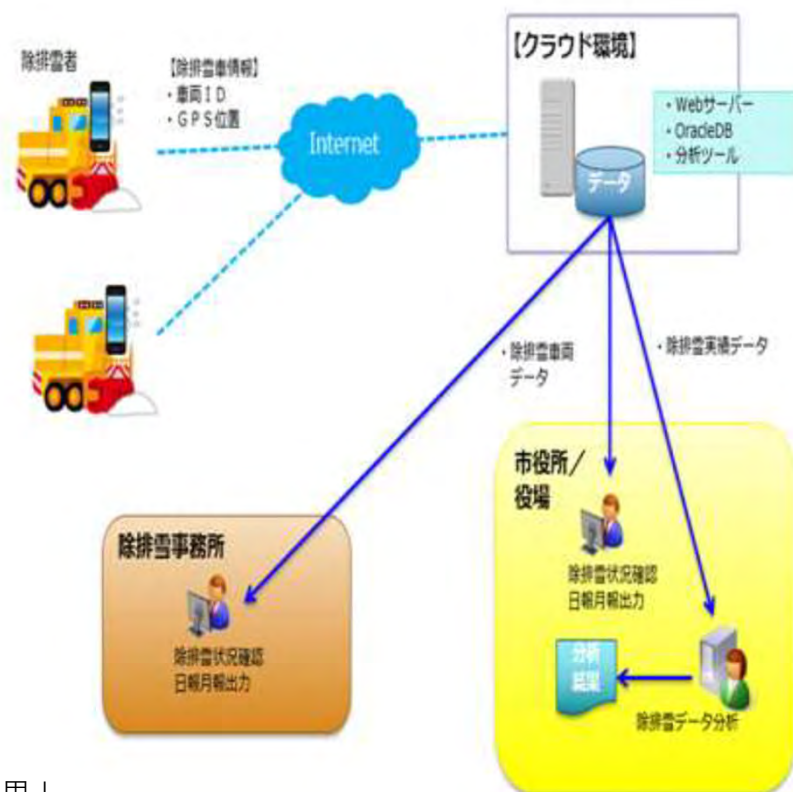 除排雪者
【除排雪車情報】
・車両ＩＤ
・ＧＰＳ位置
Internet
【クラウド環境】
・Webサーバー
・OracleDB
・分析ツール
データ
・除排雪車両
データ
・除排雪実績データ
市役所／
役場
除排雪状況確認
日報月報出力
分析
結果
除排雪データ分析
除排雪事務所
除排雪状況確認
日報月報出力